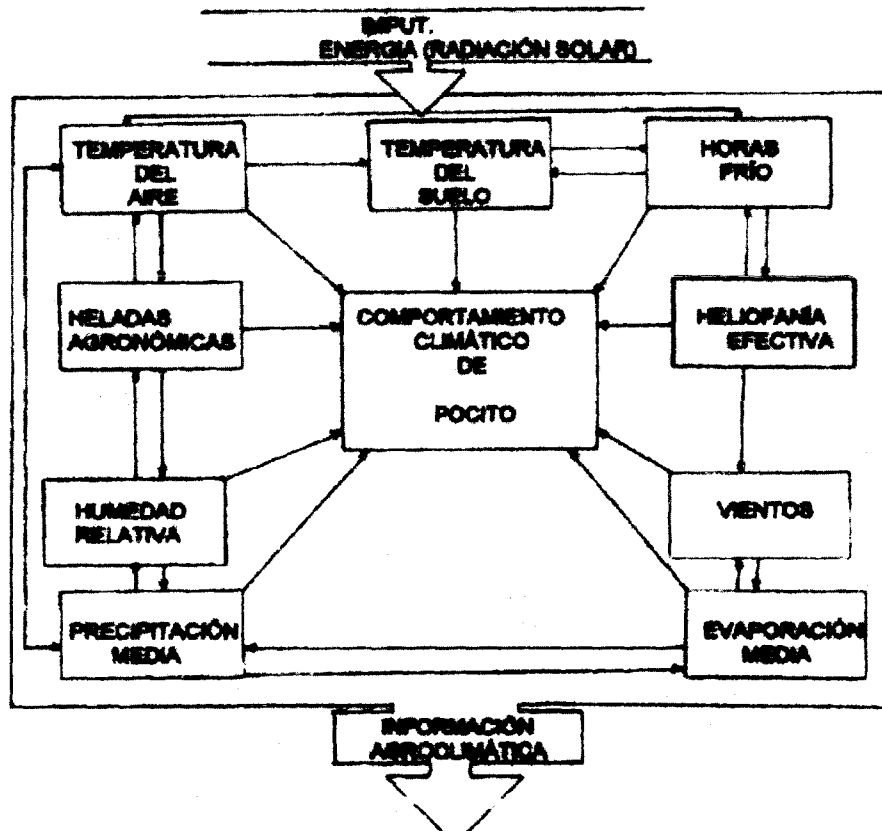 INPUT.
ENERGIA (RADIACIÓN SOLAR)
TEMPERATURA
DEL
AIRE
TEMPERATURA
DEL
SUELO
HORAS
FRÍO
HELADAS
AGRONÓMICAS
COMPORTAMIENTO
CLIMÁTICO
DE
POCITO
HELIOFANÍA
EFECTIVA
HUMEDAD
RELATIVA
VIENTOS
PRECIPITACIÓN
MEDIA
EVAPORACIÓN
MEDIA
INFORMACIÓN
AGROCLIMÁTICA